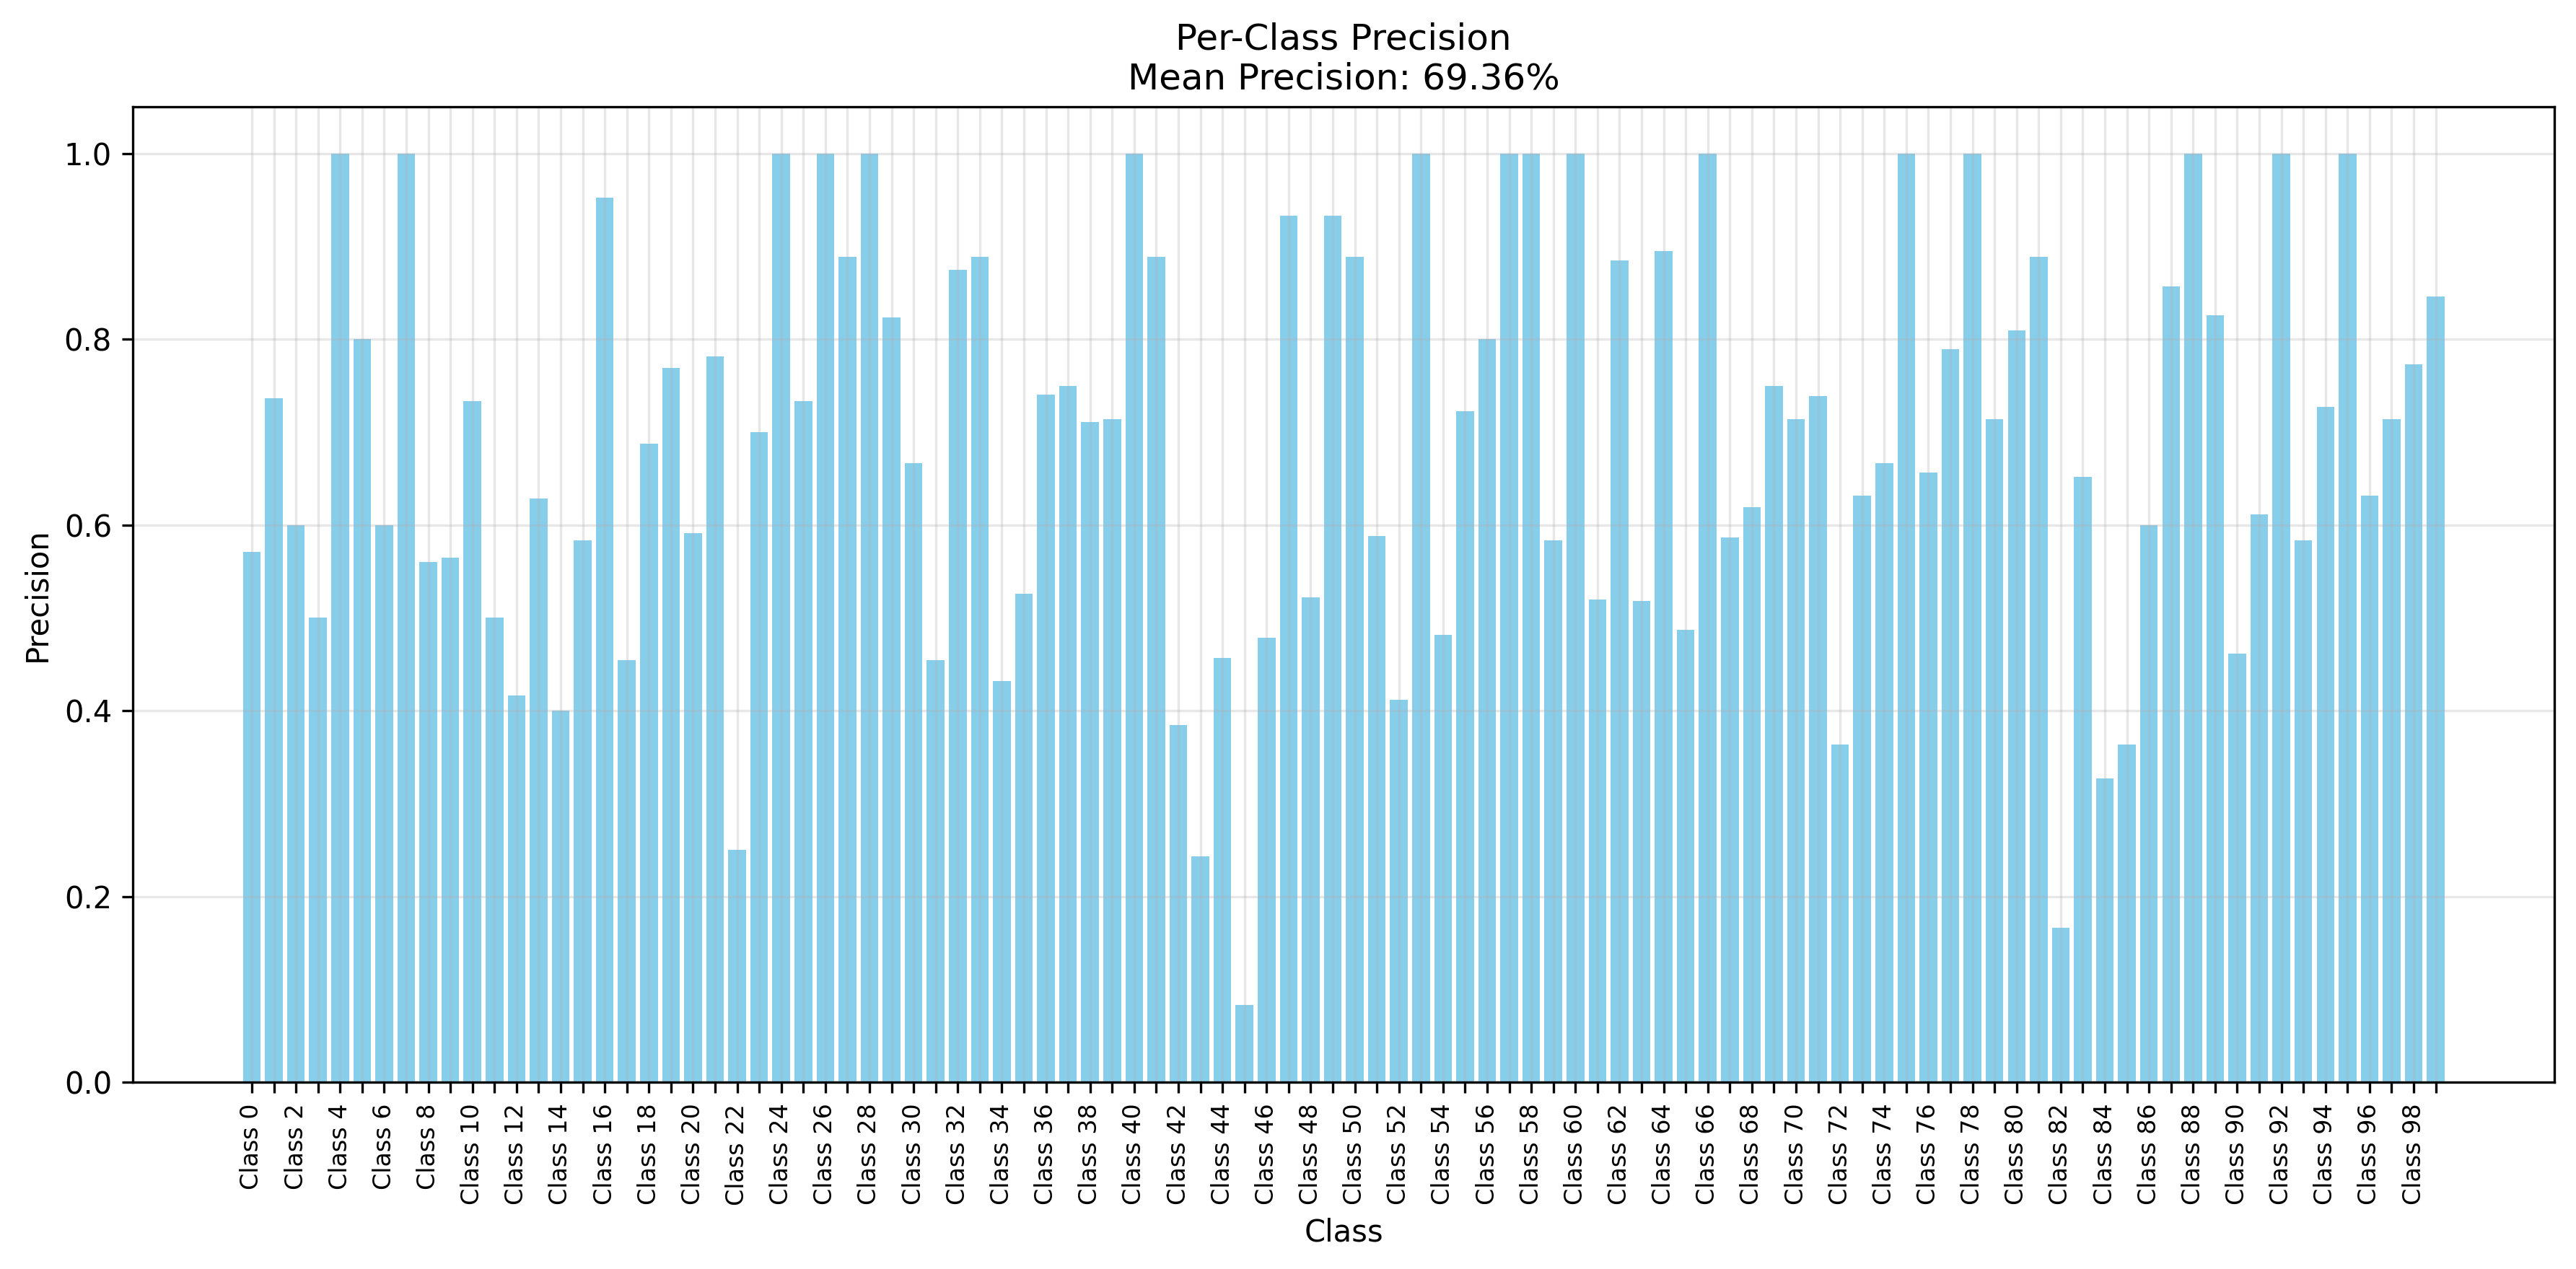 Per-Class Precision
Mean Precision: 69.36%
Precision
1.0
0.8
0.6
0.4
0.2
0.0
Class 0
Class 2
Class 4
Class 6
Class 8
Class 10
Class 12
Class 14
Class 16
Class 18
Class 20
Class 22
Class 24
Class 26
Class 28
Class 30
Class 32
Class 34
Class 36
Class 38
Class 40
Class 42
Class 44
Class 46
Class 48
Class 50
Class 52
Class 54
Class 56
Class 58
Class 60
Class 62
Class 64
Class 66
Class 68
Class 70
Class 72
Class 74
Class 76
Class 78
Class 80
Class 82
Class 84
Class 86
Class 88
Class 90
Class 92
Class 94
Class 96
Class 98
Class